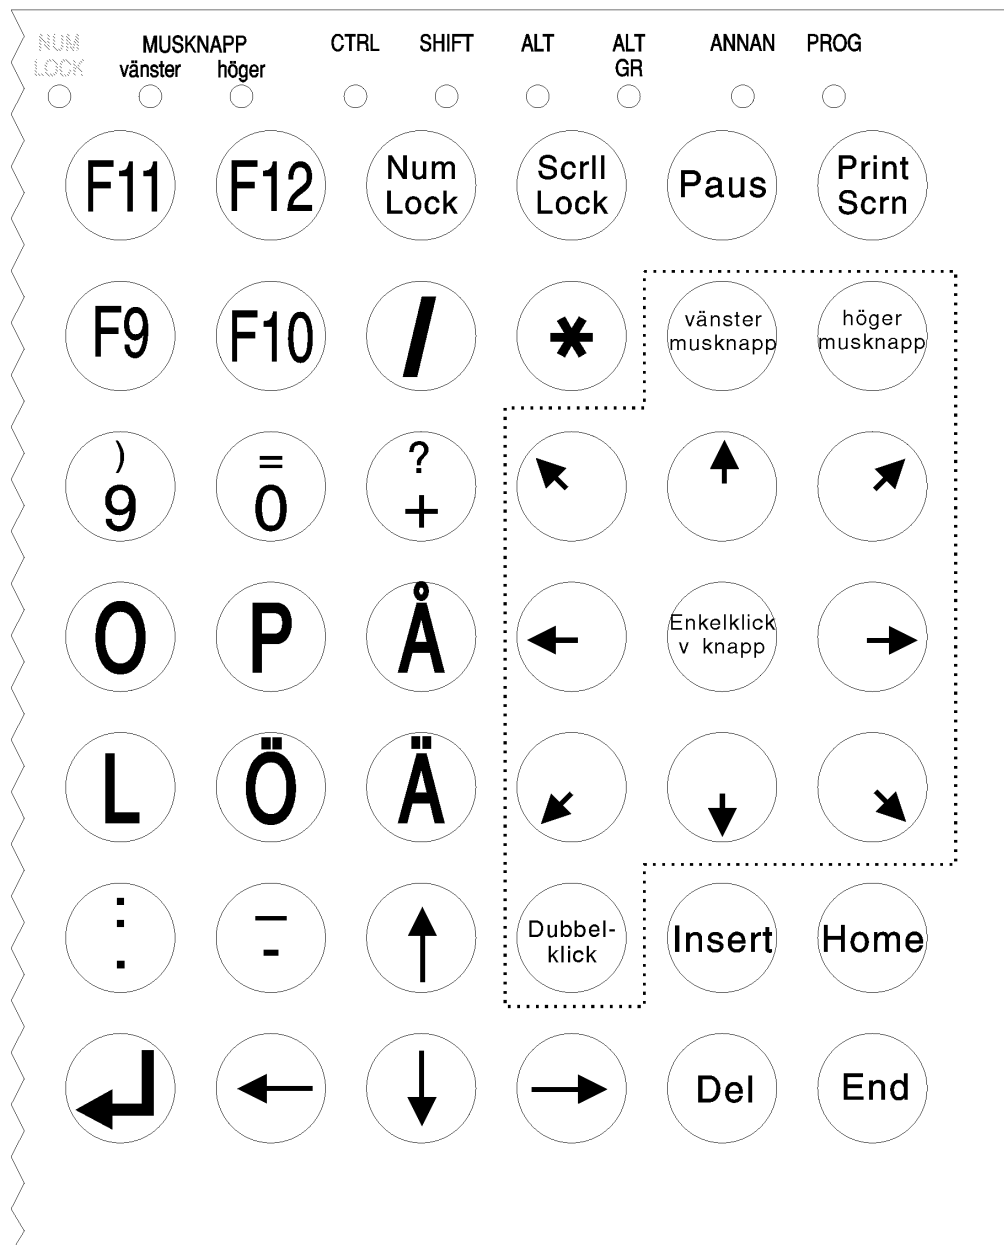 NUM MUSKNAPP CTRL SHIFT ALT ALT ANNAN PROG
LOCK vänster höger GR
F11 F12 Num Lock Scrll Lock Paus Print Scrn
F9 F10 / * vänster musknapp höger musknapp
) = ?
9 0 +
O P Å Enkelklick v knapp
L Ö Ä
: _
. - Dubbel-klick Insert Home
Del End